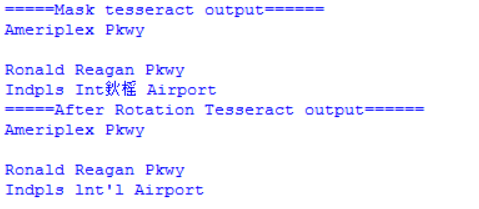 =====Mask tesseract output======
Ameriplex Pkwy
Ronald Reagan Pkwy
Indpls Int鈥檒 Airport
=====After Rotation Tesseract output======
Ameriplex Pkwy
Ronald Reagan Pkwy
Indpls lnt'l Airport